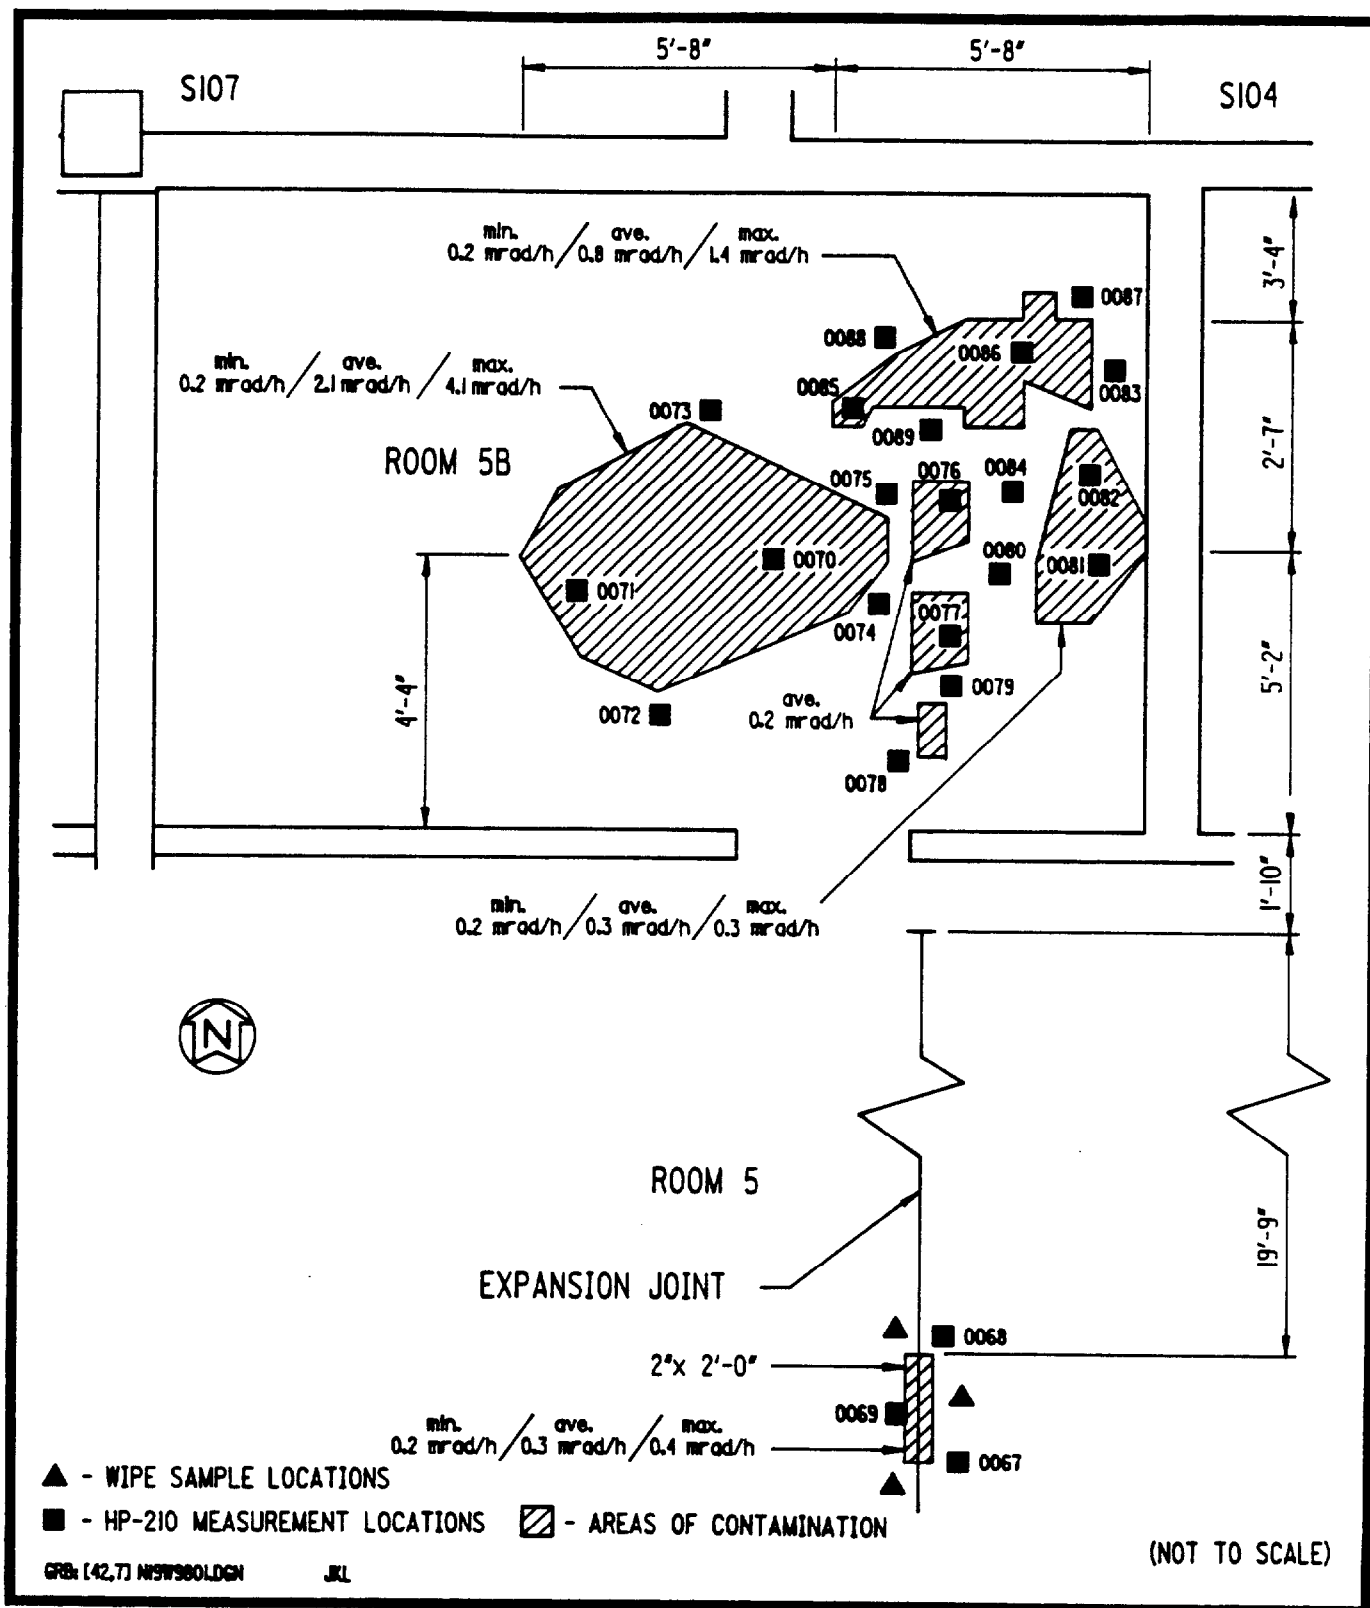 5'-8" 5'-8"
S107 S104
min. ave. max.
0.2 mrad/h / 0.8 mrad/h / 1.4 mrad/h
3'-4"
0087
0088
0086
min. ave. max.
0.2 mrad/h / 2.1 mrad/h / 4.1 mrad/h
0083
0085
0073
0089
ROOM 5B
2'-7"
0075 0076 0084
0082
0080
0070 0081
0071
0077
0074
5'-2"
0079
4'-4"
ave.
0.2 mrad/h
0072
0078
1'-10"
min. ave. max.
0.2 mrad/h / 0.3 mrad/h / 0.3 mrad/h
N
ROOM 5
19'-9"
EXPANSION JOINT
0068
2"x 2'-0"
0069
min. ave. max.
0.2 mrad/h / 0.3 mrad/h / 0.4 mrad/h
0067
- WIPE SAMPLE LOCATIONS
- HP-210 MEASUREMENT LOCATIONS - AREAS OF CONTAMINATION
(NOT TO SCALE)
[42,7] JKL